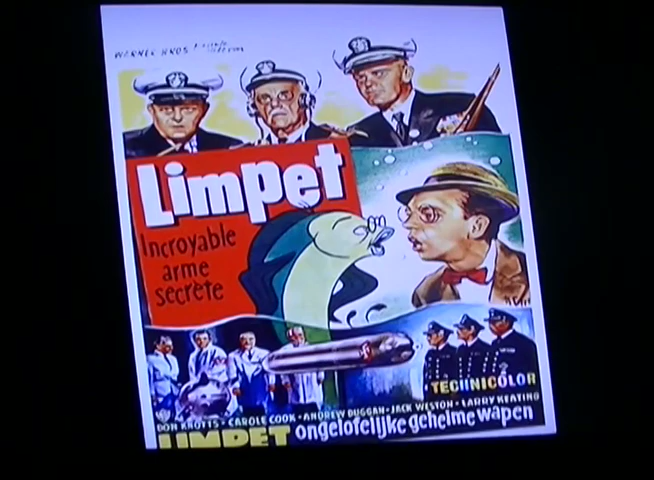 WARNER BROS
Limpet
Incroyable
arme
secrète
TECHNICOLOR
DON KNOTTS · CAROLE COOK · ANDREW DUGGAN · JACK WESTON · LARRY KEATING
LIMPET ongelofelijke geheime wapen